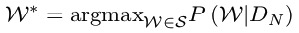 𝒲* = argmax_{𝒲∈𝒮} P (𝒲|D_N)